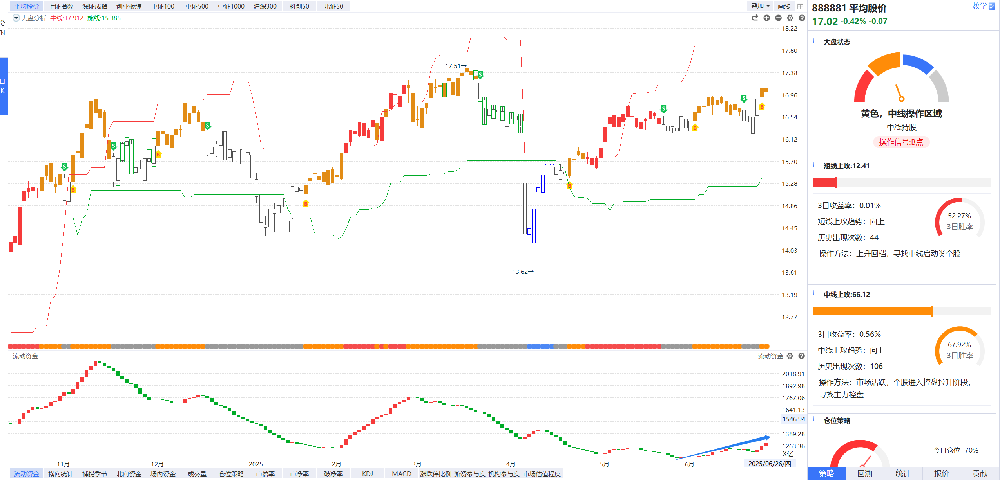 平均股价 上证指数 深证成指 创业板综 中证100 中证500 中证1000 沪深300 科创50 北证50 叠加 画线
大盘分析 牛线:17.912 熊线:15.385
分时
日K
18.22
17.80
17.38
16.96
16.54
16.12
15.70
15.28
14.86
14.45
14.03
13.61
13.19
12.77
17.51→
13.62→
S
B
S
B
S
B
S
B
S
B
S
B
流动资金 流动资金
2018.91
1892.98
1767.06
1641.13
1546.94
1389.28
1263.36
X亿
11月 12月 2025 2月 3月 4月 5月 6月 2025/06/26/四
流动资金 横向统计 捕捞季节 北向资金 场内资金 成交量 仓位策略 市盈率 市净率 破净率 KDJ MACD 涨跌停比例 游资参与度 机构参与度 市场估值程度
888881 平均股价 教学
17.02 -0.42% -0.07
大盘状态
黄色，中线操作区域
中线持股
操作信号:B点
短线上攻:12.41
3日收益率：0.01%
短线上攻趋势：向上
历史出现次数：44
操作方法：上升回档，寻找中线启动类个股
52.27%
3日胜率
中线上攻:66.12
3日收益率：0.56%
中线上攻趋势：向上
历史出现次数：106
操作方法：市场活跃，个股进入控盘拉升阶段，
寻找主力控盘
67.92%
3日胜率
仓位策略
今日仓位 70%
策略 回溯 统计 报价 贡献